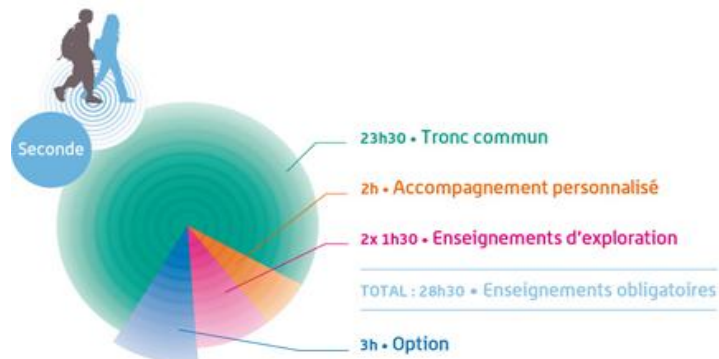 Seconde
23h30 • Tronc commun
2h • Accompagnement personnalisé
2x 1h30 • Enseignements d'exploration
TOTAL : 28h30 • Enseignements obligatoires
3h • Option